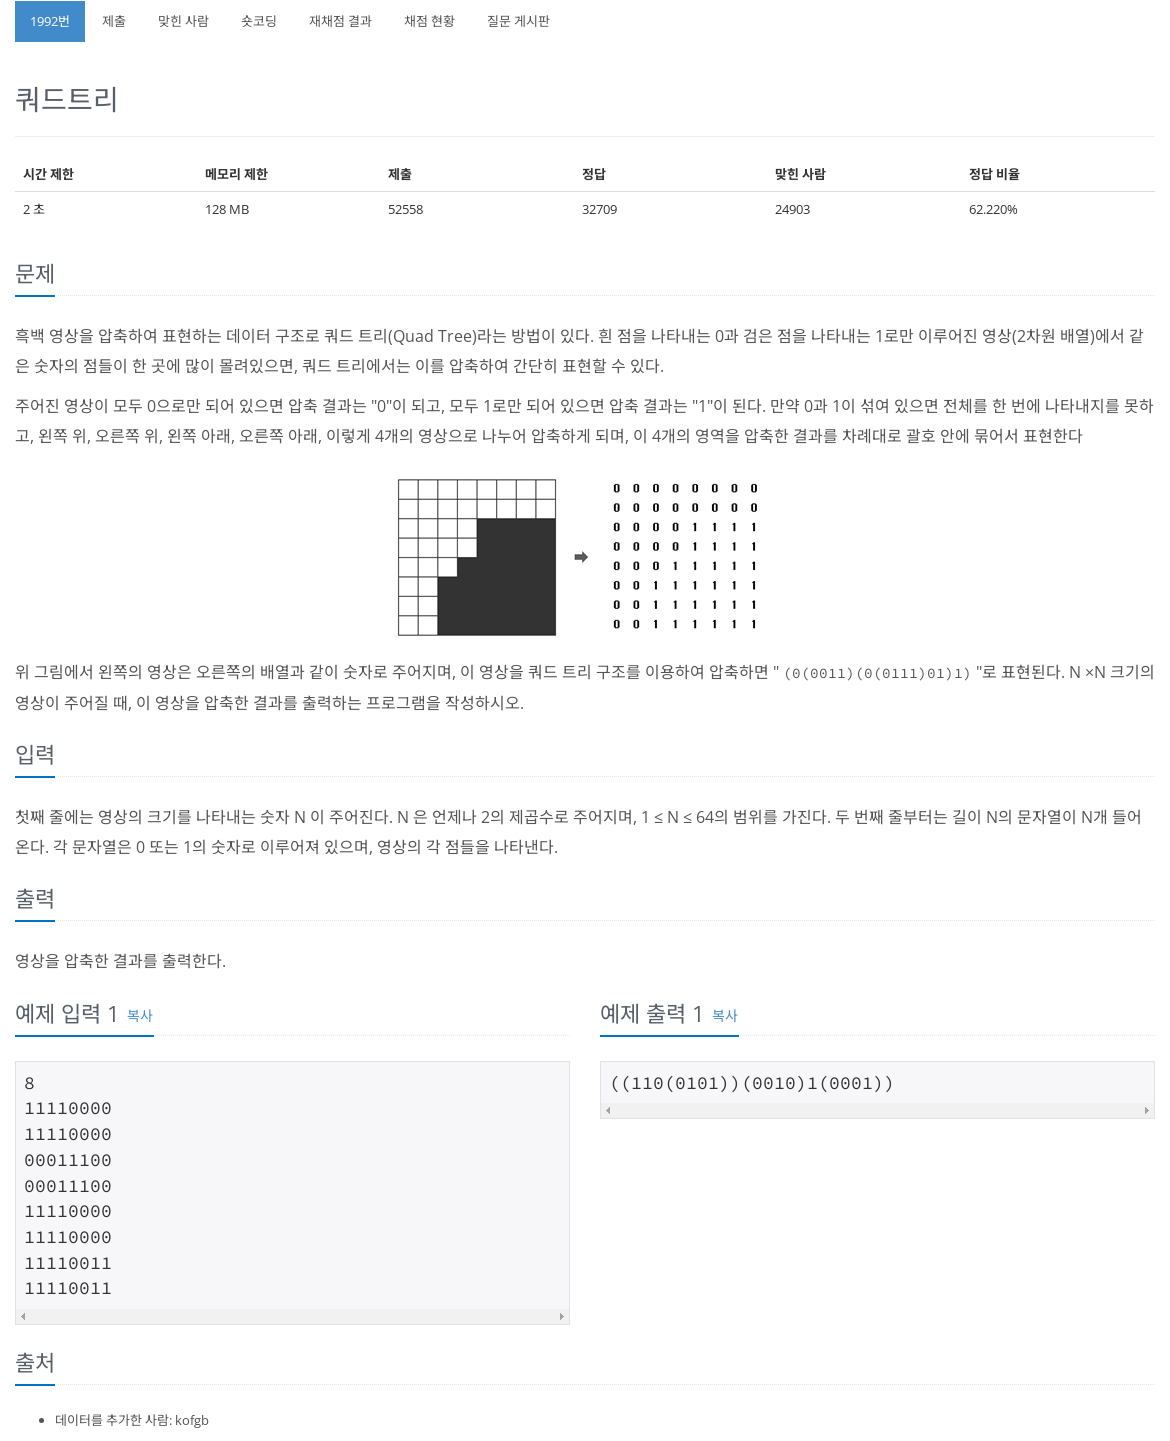 1992번 제출 맞힌 사람 숏코딩 재채점 결과 채점 현황 질문 게시판
쿼드트리
시간 제한 메모리 제한 제출 정답 맞힌 사람 정답 비율
2 초 128 MB 52558 32709 24903 62.220%
문제
흑백 영상을 압축하여 표현하는 데이터 구조로 쿼드 트리(Quad Tree)라는 방법이 있다. 흰 점을 나타내는 0과 검은 점을 나타내는 1로만 이루어진 영상(2차원 배열)에서 같
은 숫자의 점들이 한 곳에 많이 몰려있으면, 쿼드 트리에서는 이를 압축하여 간단히 표현할 수 있다.
주어진 영상이 모두 0으로만 되어 있으면 압축 결과는 "0"이 되고, 모두 1로만 되어 있으면 압축 결과는 "1"이 된다. 만약 0과 1이 섞여 있으면 전체를 한 번에 나타내지를 못하
고, 왼쪽 위, 오른쪽 위, 왼쪽 아래, 오른쪽 아래, 이렇게 4개의 영상으로 나누어 압축하게 되며, 이 4개의 영역을 압축한 결과를 차례대로 괄호 안에 묶어서 표현한다
0 0 0 0 0 0 0 0
0 0 0 0 0 0 0 0
0 0 0 0 1 1 1 1
0 0 0 0 1 1 1 1
0 0 0 1 1 1 1 1
0 0 1 1 1 1 1 1
0 0 1 1 1 1 1 1
0 0 1 1 1 1 1 1
위 그림에서 왼쪽의 영상은 오른쪽의 배열과 같이 숫자로 주어지며, 이 영상을 쿼드 트리 구조를 이용하여 압축하면 " (0(0011)(0(0111)01)1) "로 표현된다. N ×N 크기의
영상이 주어질 때, 이 영상을 압축한 결과를 출력하는 프로그램을 작성하시오.
입력
첫째 줄에는 영상의 크기를 나타내는 숫자 N 이 주어진다. N 은 언제나 2의 제곱수로 주어지며, 1 ≤ N ≤ 64의 범위를 가진다. 두 번째 줄부터는 길이 N의 문자열이 N개 들어
온다. 각 문자열은 0 또는 1의 숫자로 이루어져 있으며, 영상의 각 점들을 나타낸다.
출력
영상을 압축한 결과를 출력한다.
예제 입력 1 복사
8
11110000
11110000
00011100
00011100
11110000
11110000
11110011
11110011
예제 출력 1 복사
((110(0101))(0010)1(0001))
출처
데이터를 추가한 사람: kofgb